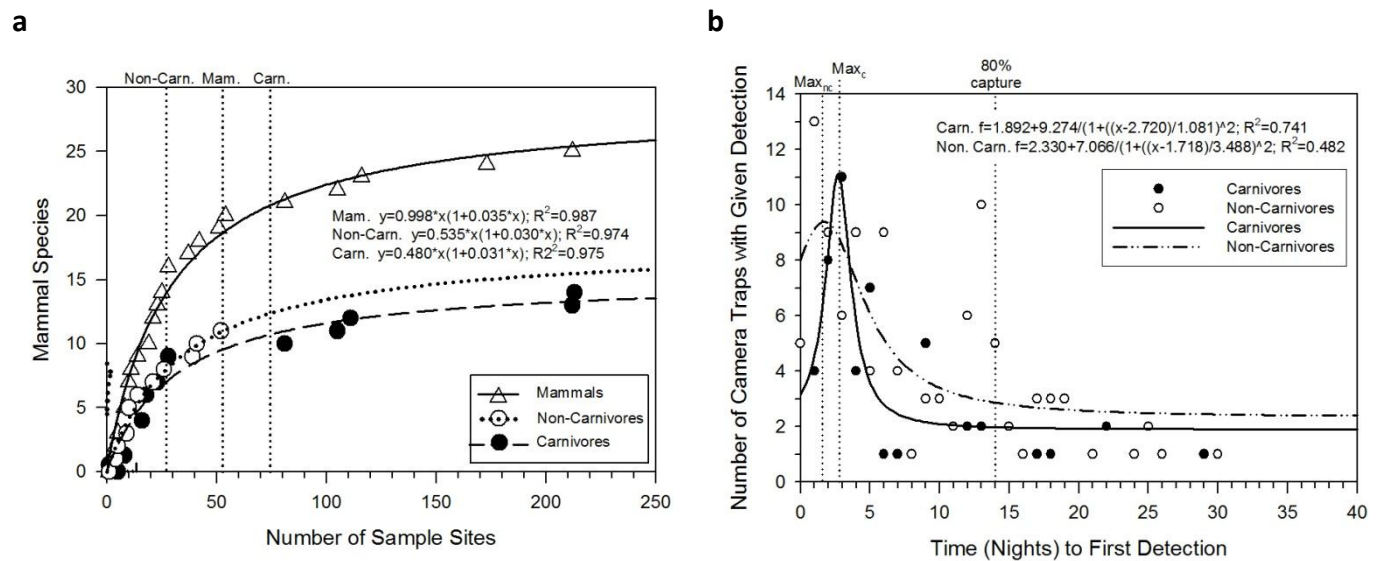 a
Non-Carn. Mam. Carn.
30
25
20
15
10
5
0
Mammal Species
Mam. y=0.998*x(1+0.035*x); R²=0.987
Non-Carn. y=0.535*x(1+0.030*x); R²=0.974
Carn. y=0.480*x(1+0.031*x); R2²=0.975
Mammals
Non-Carnivores
Carnivores
0 50 100 150 200 250
Number of Sample Sites
b
Maxnc Maxc 80% capture
14
12
10
8
6
4
2
0
Number of Camera Traps with Given Detection
Carn. f=1.892+9.274/(1+((x-2.720)/1.081)^2; R²=0.741
Non. Carn. f=2.330+7.066/(1+((x-1.718)/3.488)^2; R²=0.482
Carnivores
Non-Carnivores
Carnivores
Non-Carnivores
0 5 10 15 20 25 30 35 40
Time (Nights) to First Detection